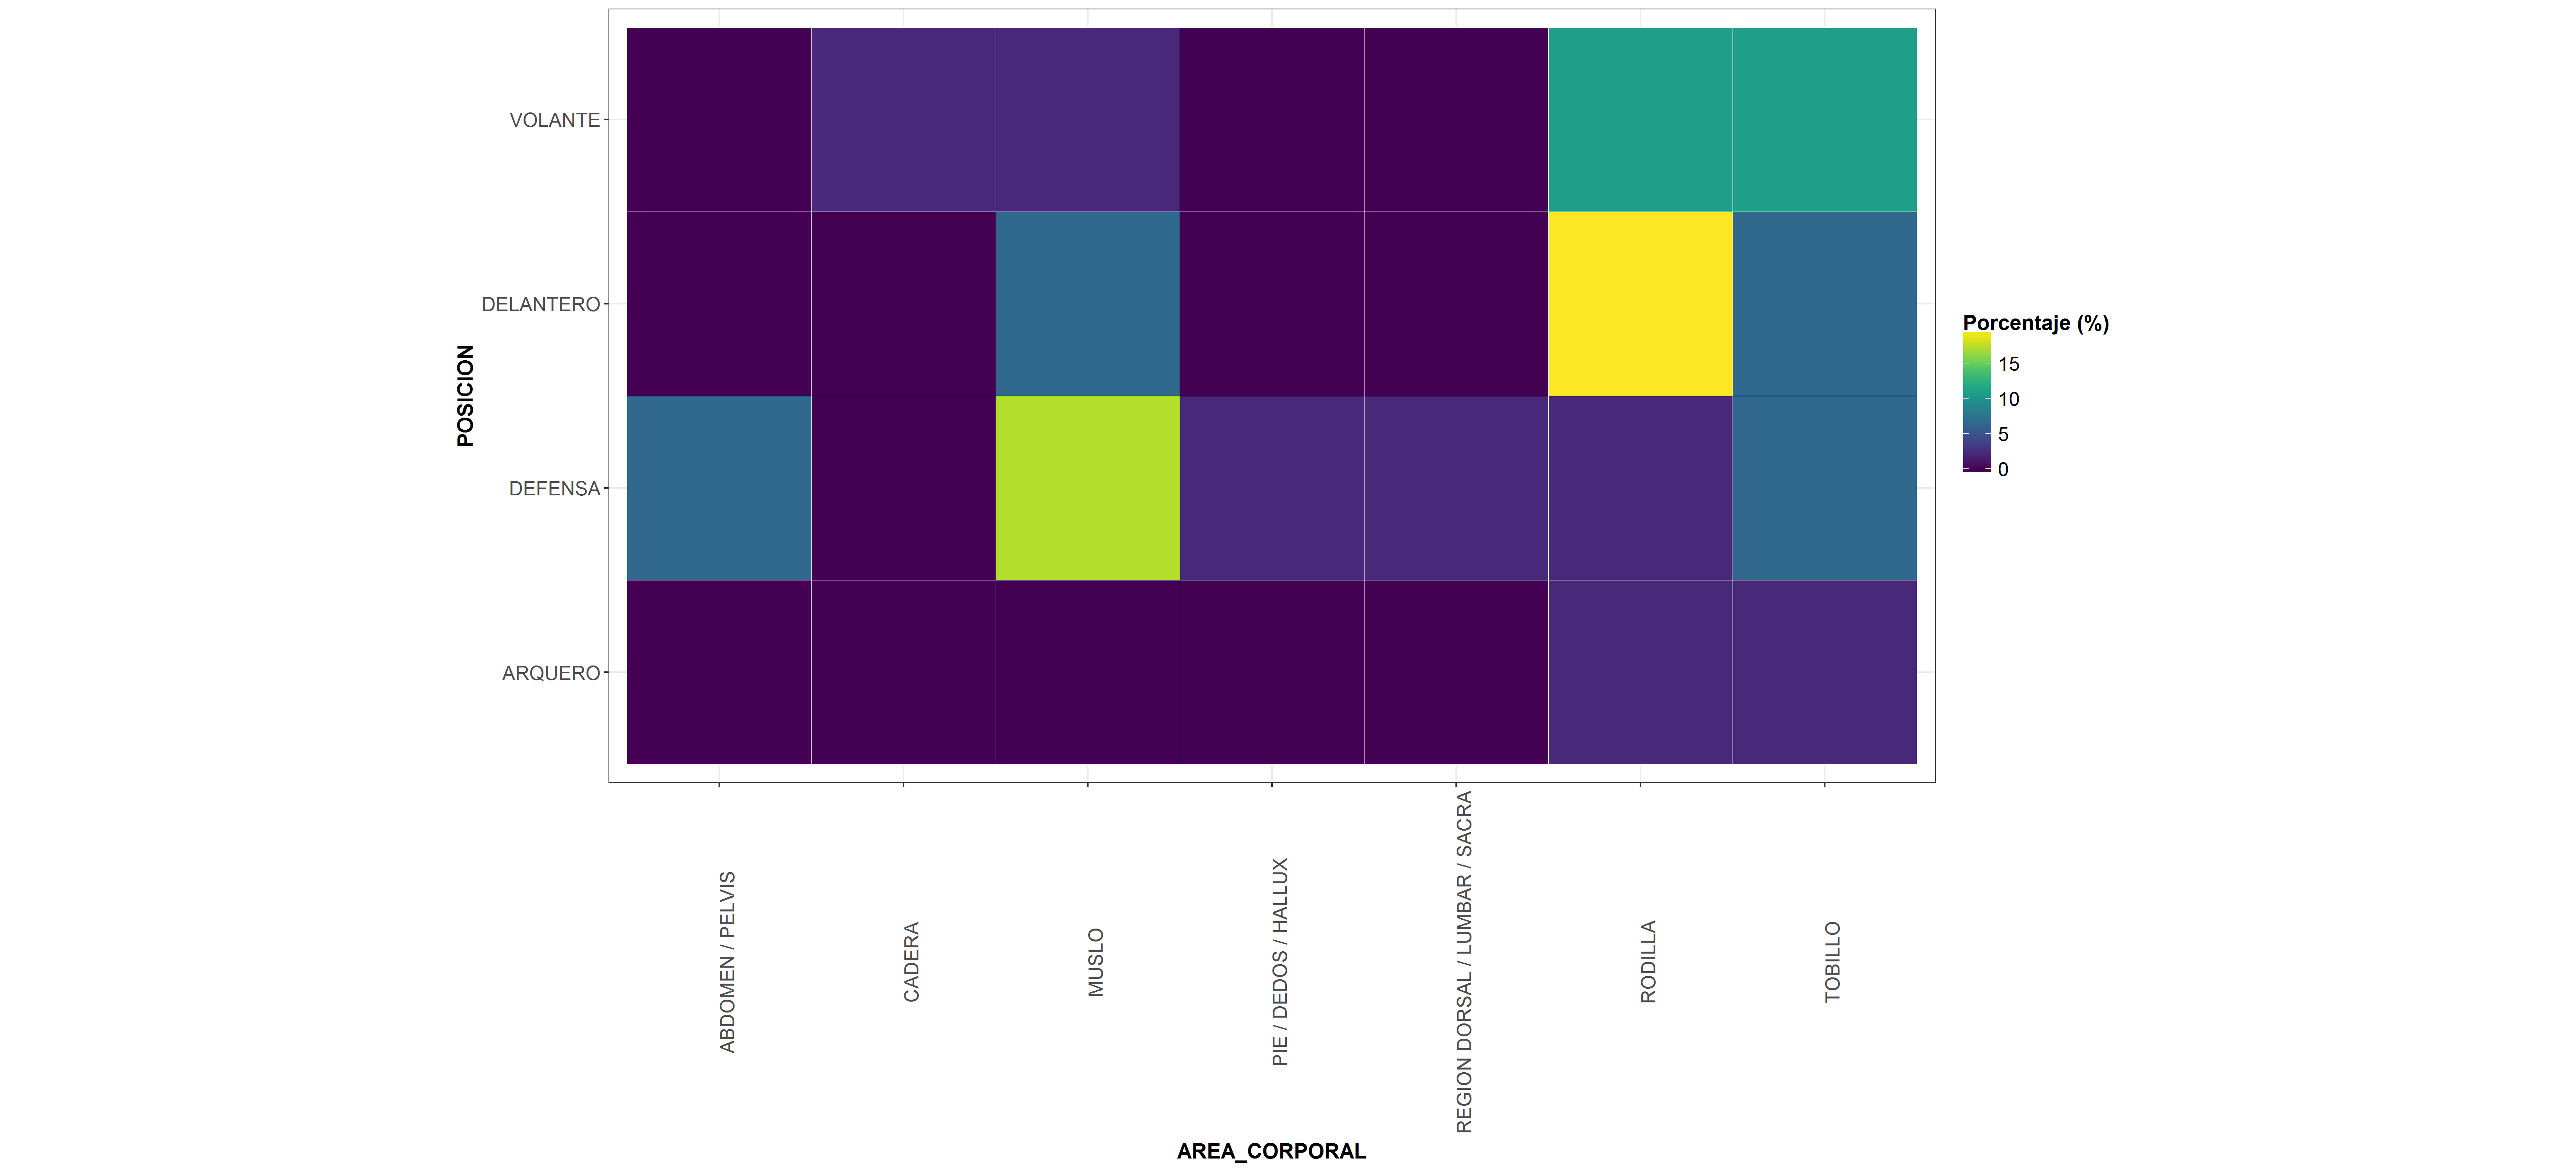 POSICION
VOLANTE
DELANTERO
DEFENSA
ARQUERO
ABDOMEN / PELVIS
CADERA
MUSLO
PIE / DEDOS / HALLUX
REGION DORSAL / LUMBAR / SACRA
RODILLA
TOBILLO
AREA_CORPORAL
Porcentaje (%)
15
10
5
0